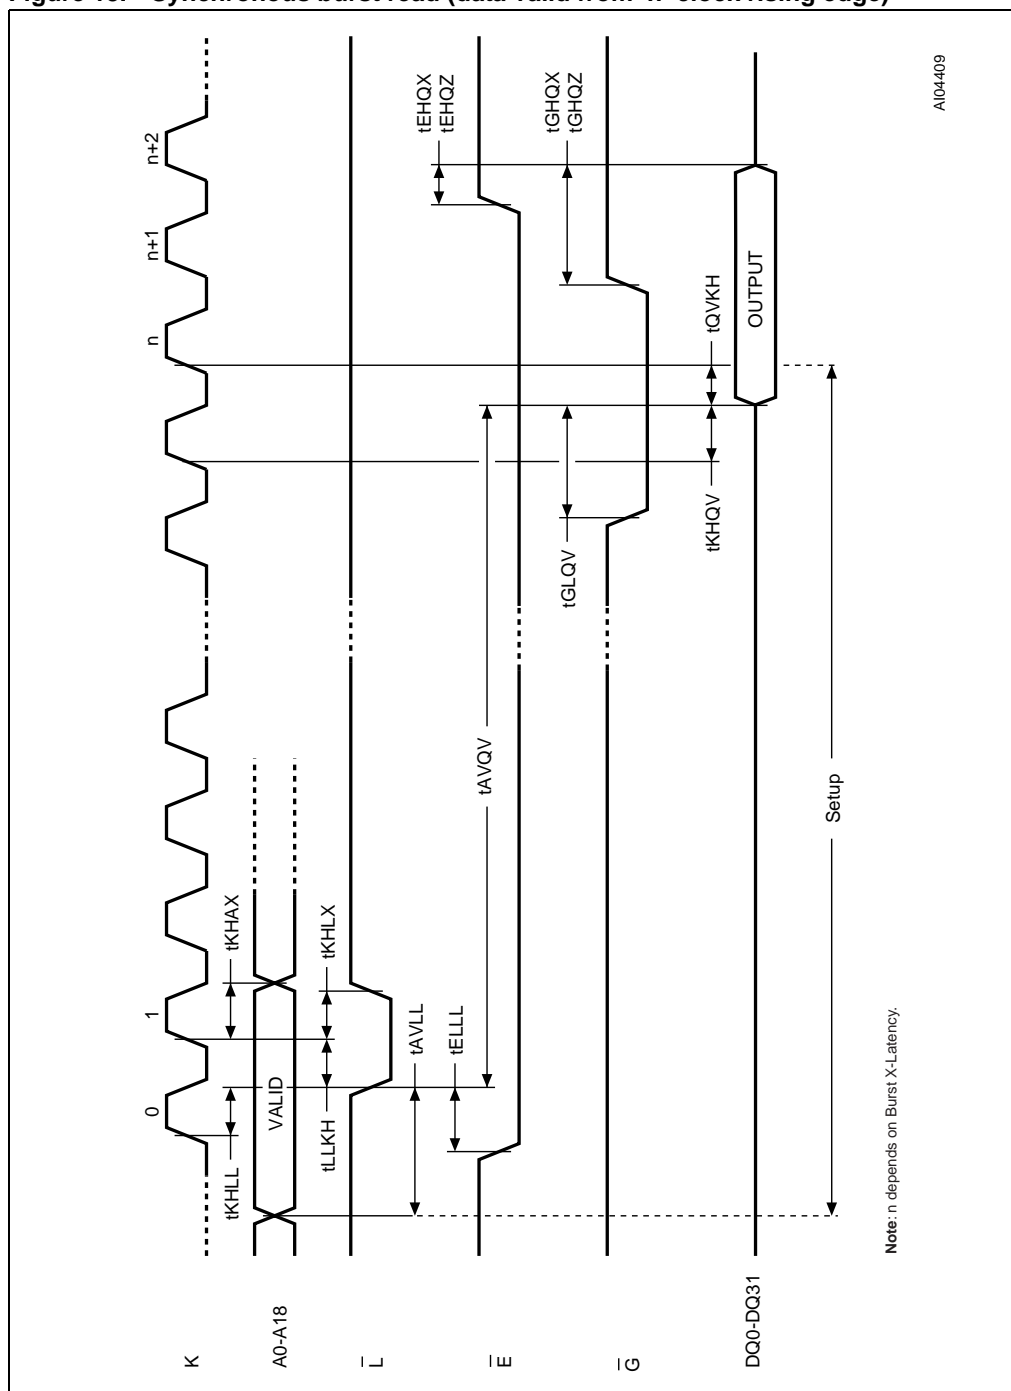 Figure Synchronous burst read (data valid from 'n' clock rising edge)
K
0
1
n
n+1
n+2
tKHLL
tKHAX
A0-A18
VALID
L
tLLKH
tKHLX
tAVLL
tEHQX
tEHQZ
E
tELLL
tAVQV
tGHQX
tGHQZ
G
tGLQV
tKHQV
tQVKH
DQ0-DQ31
OUTPUT
Setup
Note: n depends on Burst X-Latency.
AI04409